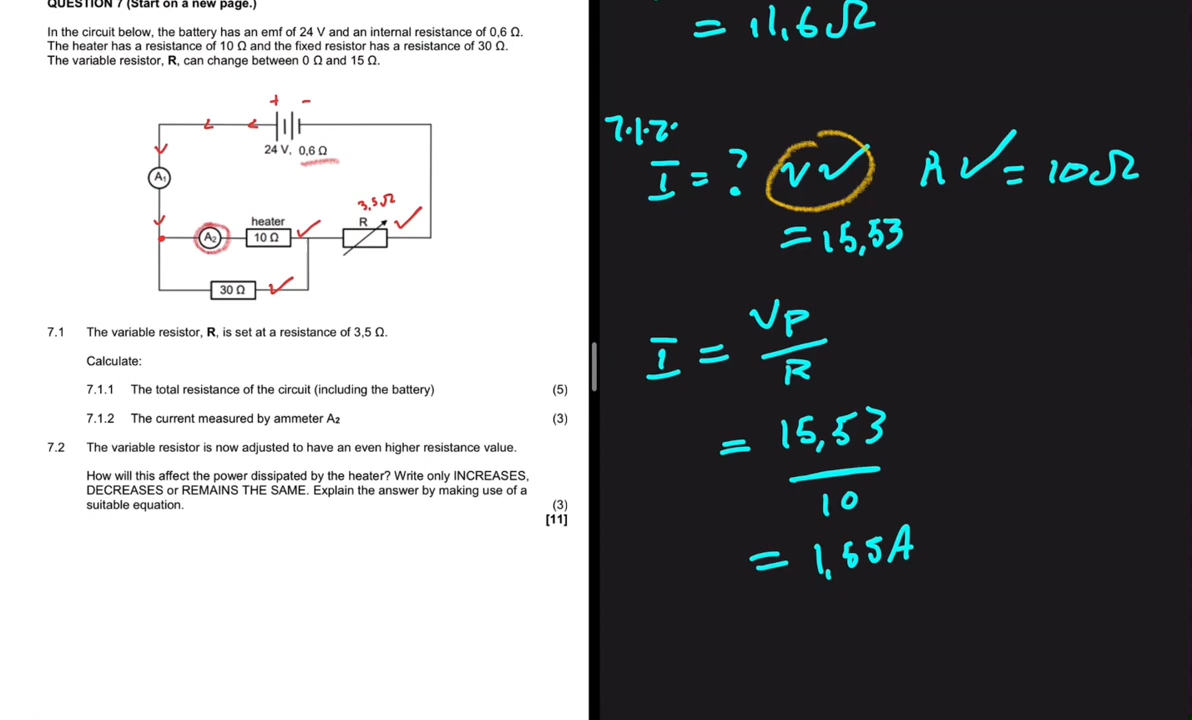 QUESTION 7 (Start on a new page.)
In the circuit below, the battery has an emf of 24 V and an internal resistance of 0,6 Ω.
The heater has a resistance of 10 Ω and the fixed resistor has a resistance of 30 Ω.
The variable resistor, R, can change between 0 Ω and 15 Ω.
+ -
24 V, 0,6 Ω
A₁
3,5Ω
heater
R
A₂
10 Ω
30 Ω
7.1 The variable resistor, R, is set at a resistance of 3,5 Ω.
Calculate:
7.1.1 The total resistance of the circuit (including the battery) (5)
7.1.2 The current measured by ammeter A₂ (3)
7.2 The variable resistor is now adjusted to have an even higher resistance value.
How will this affect the power dissipated by the heater? Write only INCREASES,
DECREASES or REMAINS THE SAME. Explain the answer by making use of a
suitable equation. (3)
[11]
= 11,6Ω
7.1.2.
I = ? V✓ R✓ = 10Ω
= 15,53
I = Vp
R
= 15,53
10
= 1,55A